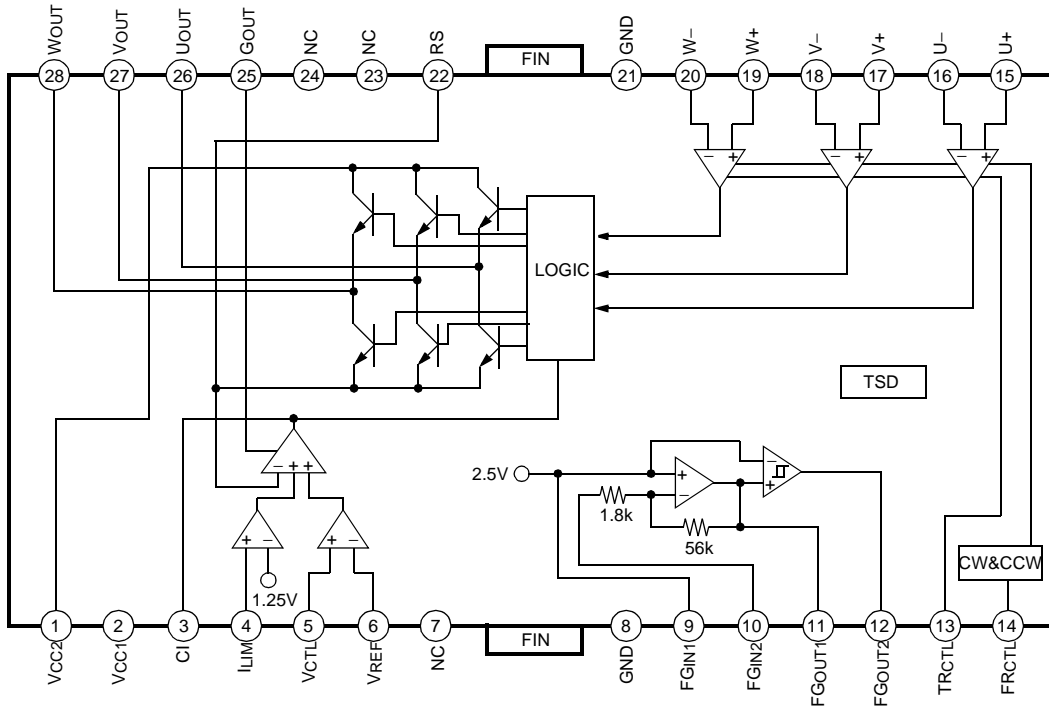 WOUT
VOUT
UOUT
GOUT
NC
NC
RS
FIN
GND
W−
W+
V−
V+
U−
U+
28
27
26
25
24
23
22
21
20
19
18
17
16
15
− +
− +
− +
LOGIC
TSD
− + +
2.5V
+
−
−
+
1.8k
56k
+ −
+ −
1.25V
CW&CCW
1
2
3
4
5
6
7
FIN
8
9
10
11
12
13
14
VCC2
VCC1
CI
ILIM
VCTL
VREF
NC
GND
FGIN1
FGIN2
FGOUT1
FGOUT2
TRCTL
FRCTL